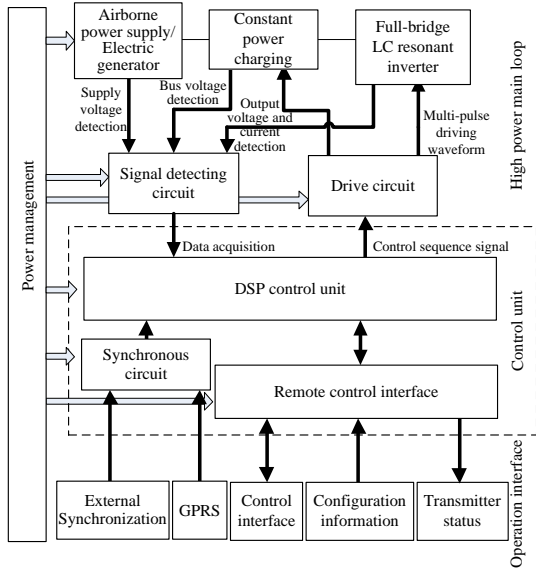 Airborne
power supply/
Electric
generator
Constant
power
charging
Full-bridge
LC resonant
inverter
Supply
voltage
detection
Bus voltage
detection
Output
voltage and
current
detection
Multi-pulse
driving
waveform
High power main loop
Signal detecting
circuit
Drive circuit
Power management
Data acquisition
Control sequence signal
DSP control unit
Control unit
Synchronous
circuit
Remote control interface
External
Synchronization
GPRS
Control
interface
Configuration
information
Transmitter
status
Operation interface